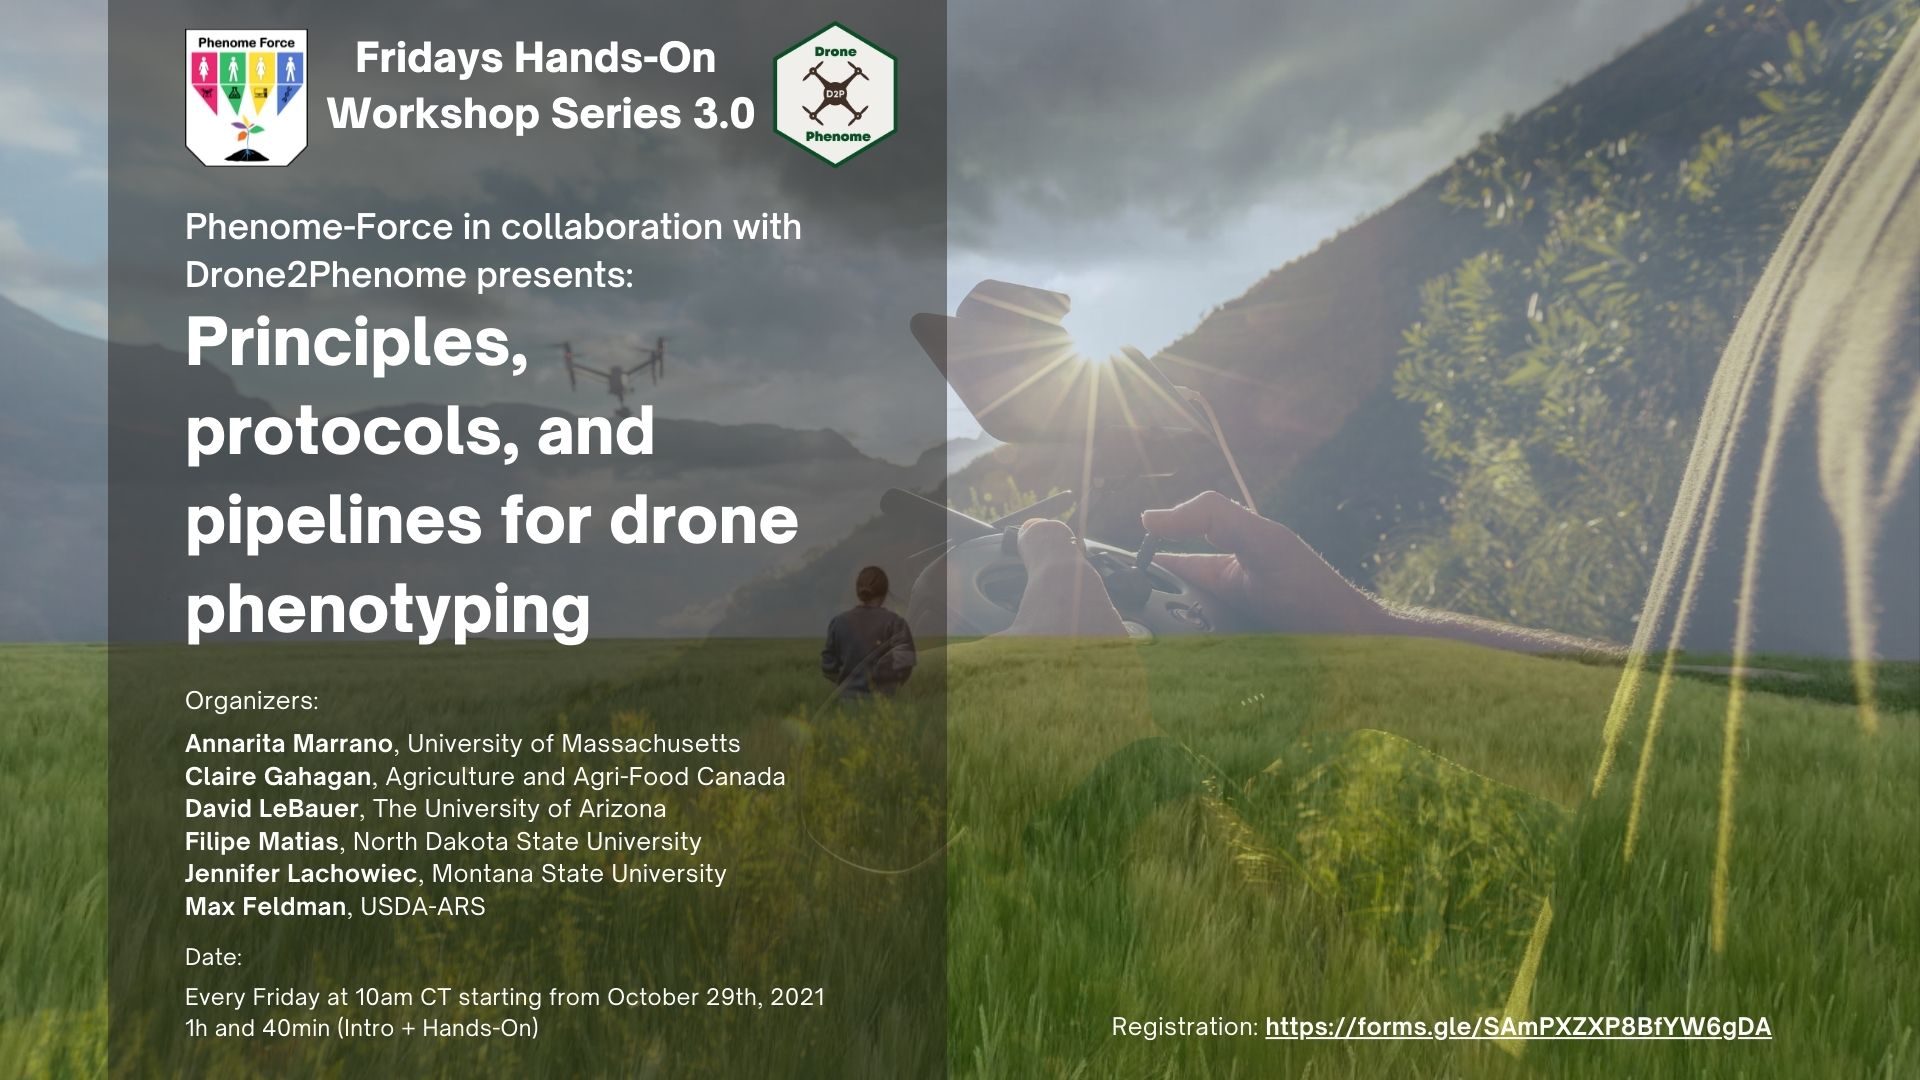 Phenome Force
Fridays Hands-On
Workshop Series 3.0
Drone
D2P
Phenome
Phenome-Force in collaboration with
Drone2Phenome presents:
Principles,
protocols, and
pipelines for drone
phenotyping
Organizers:
Annarita Marrano, University of Massachusetts
Claire Gahagan, Agriculture and Agri-Food Canada
David LeBauer, The University of Arizona
Filipe Matias, North Dakota State University
Jennifer Lachowiec, Montana State University
Max Feldman, USDA-ARS
Date:
Every Friday at 10am CT starting from October 29th, 2021
1h and 40min (Intro + Hands-On)
Registration: https://forms.gle/SAmPXZXP8BfYW6gDA